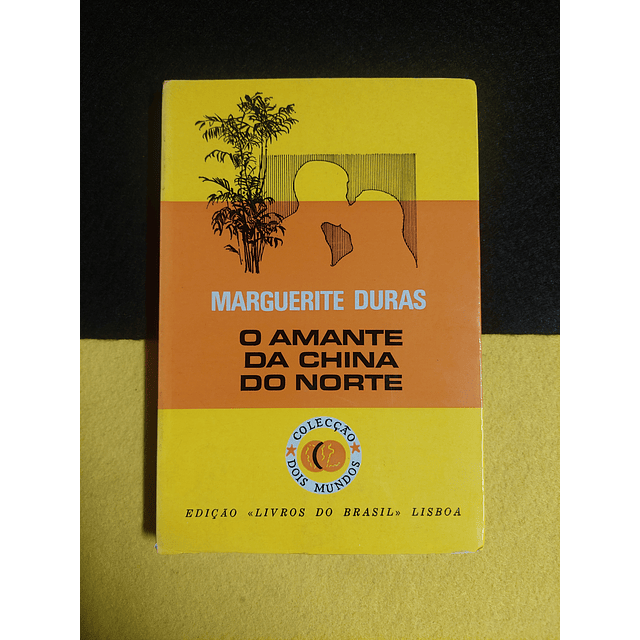 MARGUERITE DURAS
O AMANTE
DA CHINA
DO NORTE
COLECÇÃO
DOIS MUNDOS
EDIÇÃO «LIVROS DO BRASIL» LISBOA